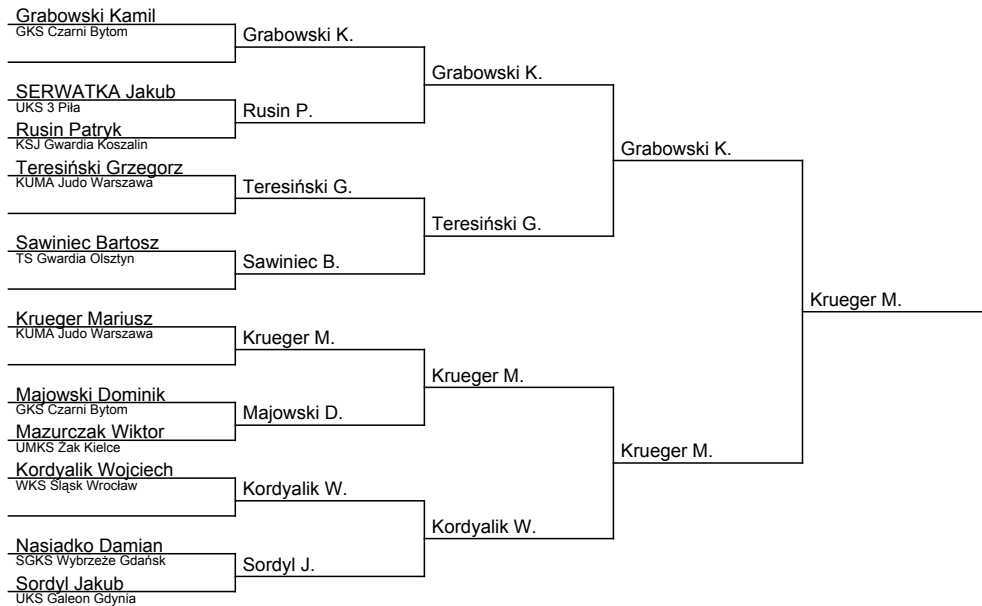 Grabowski Kamil
GKS Czarni Bytom
SERWATKA Jakub
UKS 3 Piła
Rusin Patryk
KSJ Gwardia Koszalin
Teresiński Grzegorz
KUMA Judo Warszawa
Sawiniec Bartosz
TS Gwardia Olsztyn
Krueger Mariusz
KUMA Judo Warszawa
Majowski Dominik
GKS Czarni Bytom
Mazurczak Wiktor
UMKS Żak Kielce
Kordyalik Wojciech
WKS Śląsk Wrocław
Nasiadko Damian
SGKS Wybrzeże Gdańsk
Sordyl Jakub
UKS Galeon Gdynia
Grabowski K.
Rusin P.
Teresiński G.
Sawiniec B.
Krueger M.
Majowski D.
Kordyalik W.
Sordyl J.
Grabowski K.
Teresiński G.
Krueger M.
Kordyalik W.
Grabowski K.
Krueger M.
Krueger M.